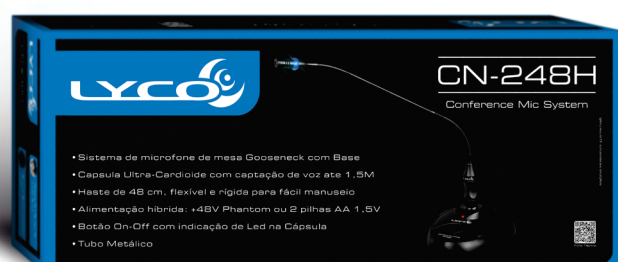 LYCO
CN-248H
Conference Mic System
• Sistema de microfone de mesa Gooseneck com Base
• Capsula Ultra-Cardioide com captação de voz ate 1,5M
• Haste de 48 cm, flexível e rígida para fácil manuseio
• Alimentação híbrida: +48V Phantom ou 2 pilhas AA 1,5V
• Botão On-Off com indicação de Led na Cápsula
• Tubo Metálico